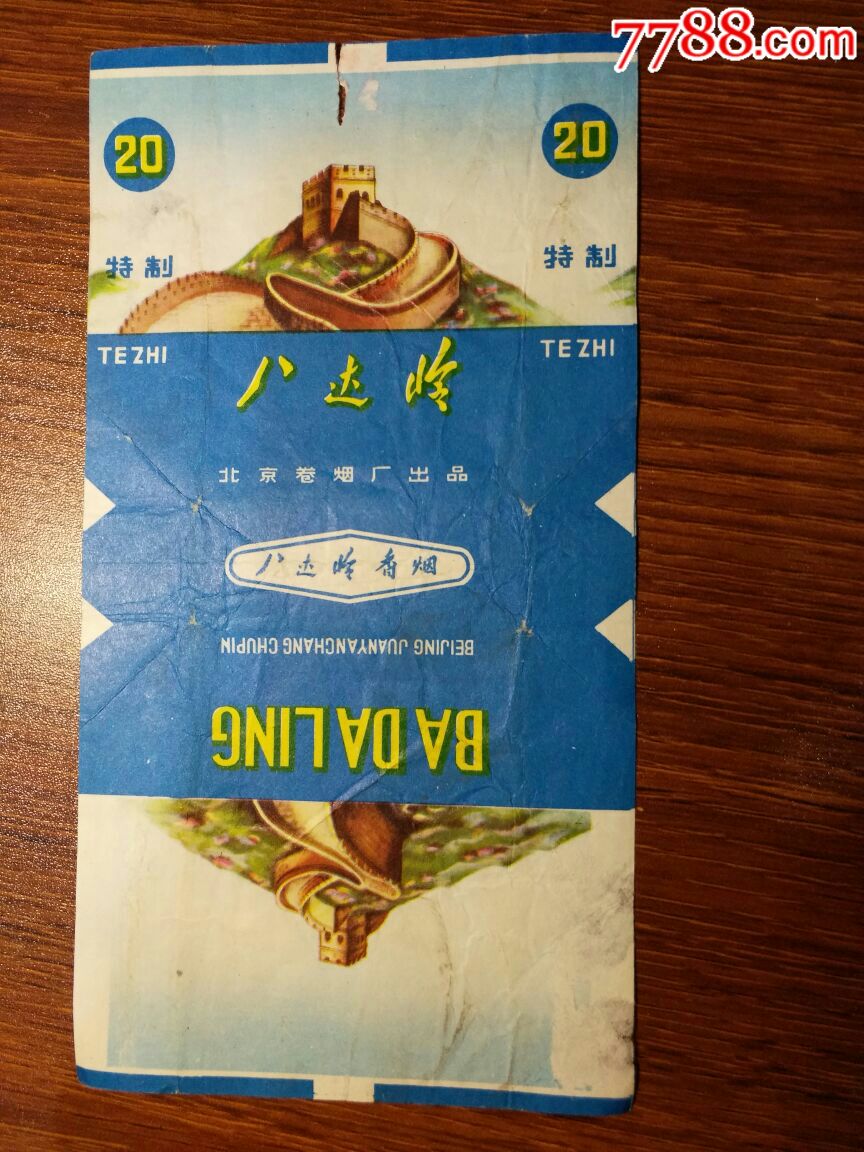 7788.com
20 20
特制 特制
TE ZHI TE ZHI
八达岭
北京卷烟厂出品
八达岭香烟
BEIJING JUANYANCHANG CHUPIN
BA DA LING